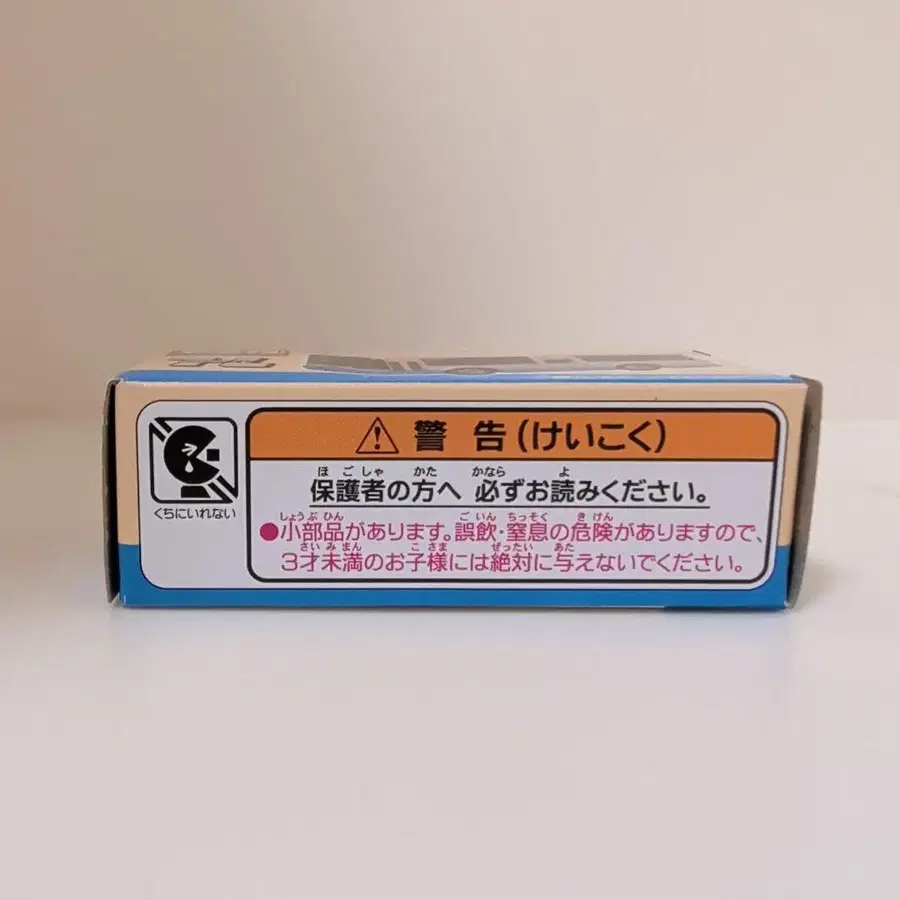 警告(けいこく)
ほごしゃ かた かなら よ
保護者の方へ 必ずお読みください。
しょうぶひん ごいん ちっそく きけん
●小部品があります。誤飲・窒息の危険がありますので、
さいみまん こさま ぜったい あた
3才未満のお子様には絶対に与えないでください。
くちにいれない